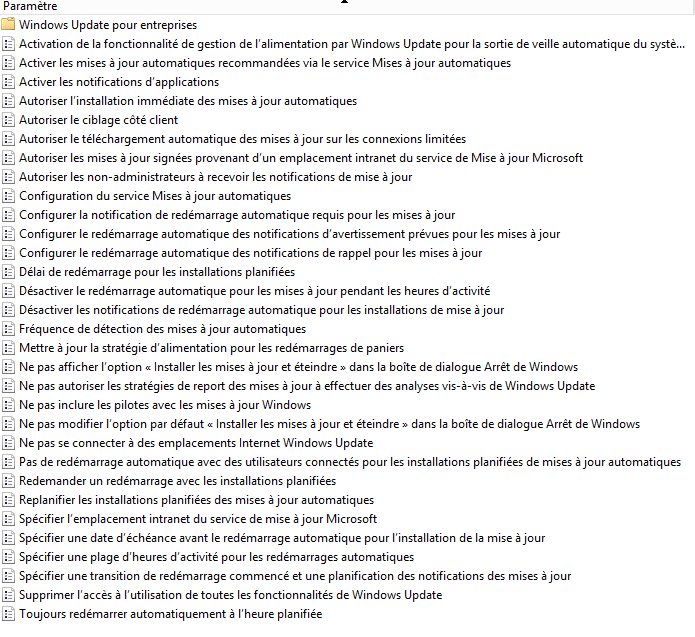 Paramètre
Windows Update pour entreprises
Activation de la fonctionnalité de gestion de l'alimentation par Windows Update pour la sortie de veille automatique du systè...
Activer les mises à jour automatiques recommandées via le service Mises à jour automatiques
Activer les notifications d'applications
Autoriser l'installation immédiate des mises à jour automatiques
Autoriser le ciblage côté client
Autoriser le téléchargement automatique des mises à jour sur les connexions limitées
Autoriser les mises à jour signées provenant d'un emplacement intranet du service de Mise à jour Microsoft
Autoriser les non-administrateurs à recevoir les notifications de mise à jour
Configuration du service Mises à jour automatiques
Configurer la notification de redémarrage automatique requis pour les mises à jour
Configurer le redémarrage automatique des notifications d'avertissement prévues pour les mises à jour
Configurer le redémarrage automatique des notifications de rappel pour les mises à jour
Délai de redémarrage pour les installations planifiées
Désactiver le redémarrage automatique pour les mises à jour pendant les heures d'activité
Désactiver les notifications de redémarrage automatique pour les installations de mise à jour
Fréquence de détection des mises à jour automatiques
Mettre à jour la stratégie d'alimentation pour les redémarrages de paniers
Ne pas afficher l'option « Installer les mises à jour et éteindre » dans la boîte de dialogue Arrêt de Windows
Ne pas autoriser les stratégies de report des mises à jour à effectuer des analyses vis-à-vis de Windows Update
Ne pas inclure les pilotes avec les mises à jour Windows
Ne pas modifier l'option par défaut « Installer les mises à jour et éteindre » dans la boîte de dialogue Arrêt de Windows
Ne pas se connecter à des emplacements Internet Windows Update
Pas de redémarrage automatique avec des utilisateurs connectés pour les installations planifiées de mises à jour automatiques
Redemander un redémarrage avec les installations planifiées
Replanifier les installations planifiées des mises à jour automatiques
Spécifier l'emplacement intranet du service de mise à jour Microsoft
Spécifier une date d'échéance avant le redémarrage automatique pour l'installation de la mise à jour
Spécifier une plage d'heures d'activité pour les redémarrages automatiques
Spécifier une transition de redémarrage commencé et une planification des notifications des mises à jour
Supprimer l'accès à l'utilisation de toutes les fonctionnalités de Windows Update
Toujours redémarrer automatiquement à l'heure planifiée